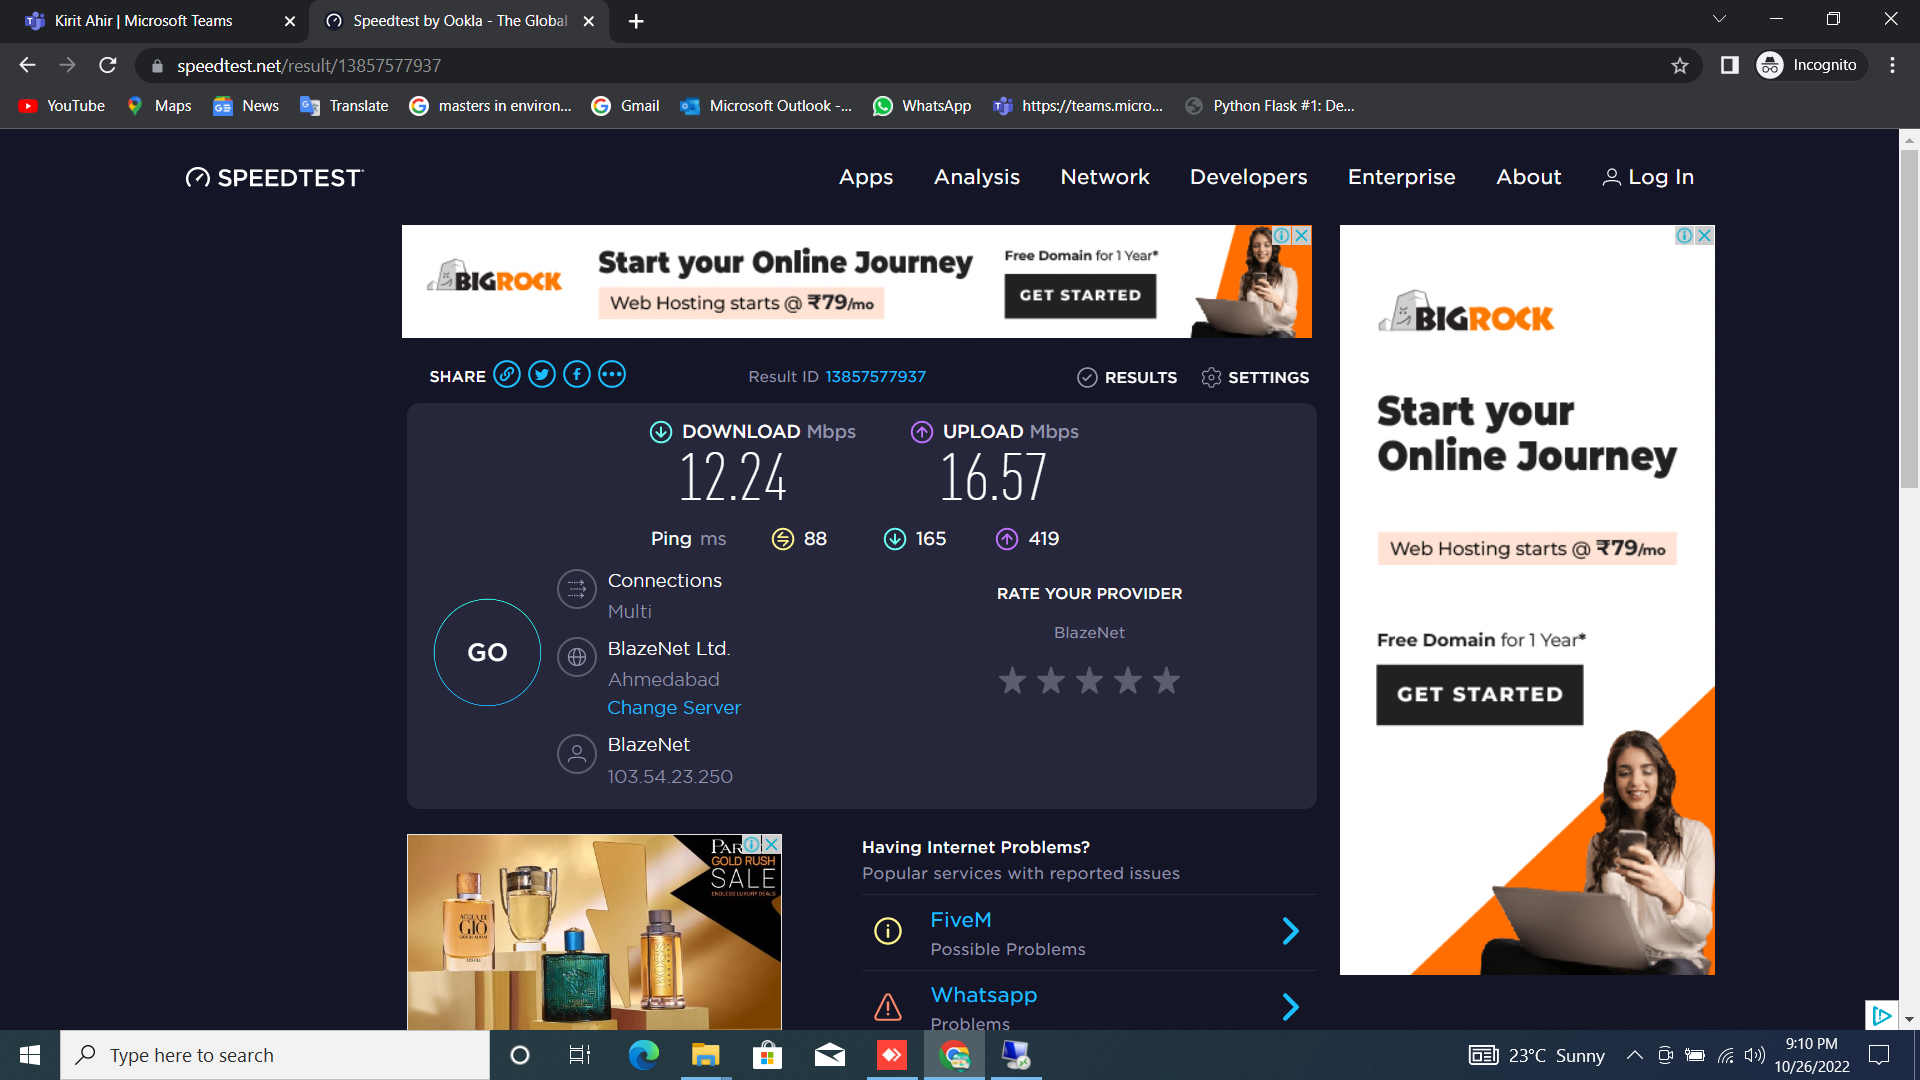 Kirit Ahir | Microsoft Teams
Speedtest by Ookla - The Global
speedtest.net/result/13857577937
Incognito
YouTube
Maps
News
Translate
masters in environ...
Gmail
Microsoft Outlook -...
WhatsApp
https://teams.micro...
Python Flask #1: De...
SPEEDTEST
Apps
Analysis
Network
Developers
Enterprise
About
Log In
BIGROCK
Start your Online Journey
Web Hosting starts @ ₹79/mo
Free Domain for 1 Year*
GET STARTED
SHARE
Result ID 13857577937
RESULTS
SETTINGS
DOWNLOAD Mbps
12.24
UPLOAD Mbps
16.57
Ping ms
88
165
419
GO
Connections
Multi
BlazeNet Ltd.
Ahmedabad
Change Server
BlazeNet
103.54.23.250
RATE YOUR PROVIDER
BlazeNet
BIGROCK
Start your
Online Journey
Web Hosting starts @ ₹79/mo
Free Domain for 1 Year*
GET STARTED
GOLD RUSH
SALE
ENDLESS LUXURY DEALS
ACQUA DI
GIÒ
BOSS
Having Internet Problems?
Popular services with reported issues
FiveM
Possible Problems
Whatsapp
Problems
Type here to search
23°C Sunny
9:10 PM
10/26/2022